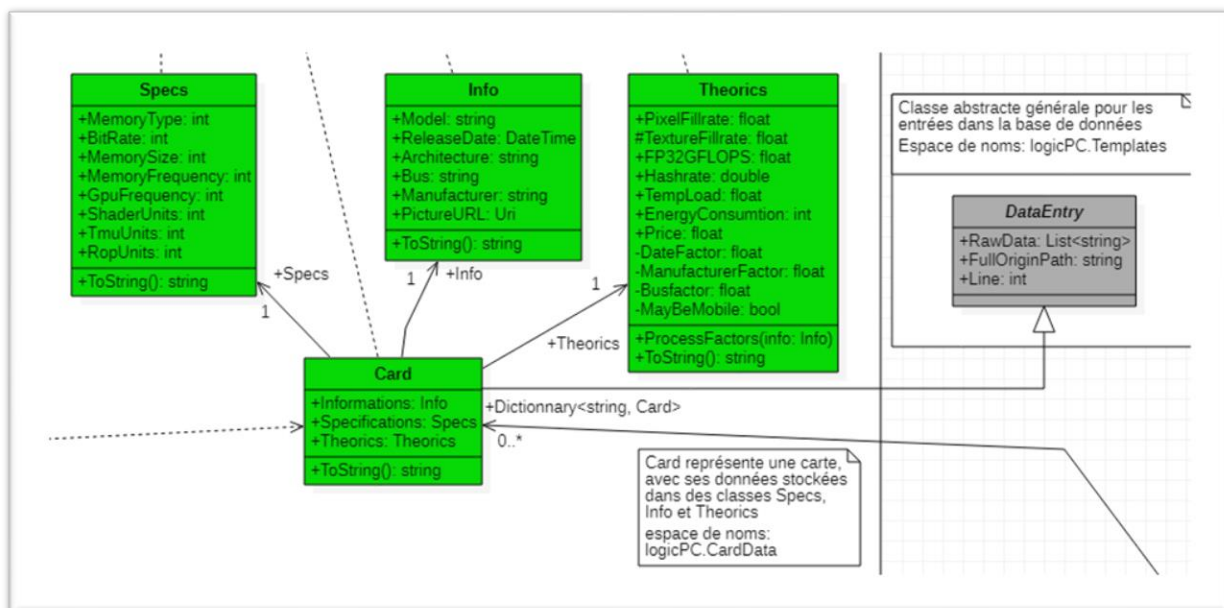 Specs
+MemoryType: int
+BitRate: int
+MemorySize: int
+MemoryFrequency: int
+GpuFrequency: int
+ShaderUnits: int
+TmuUnits: int
+RopUnits: int
+ToString(): string
Info
+Model: string
+ReleaseDate: DateTime
+Architecture: string
+Bus: string
+Manufacturer: string
+PictureURL: Uri
+ToString(): string
Theorics
+PixelFillrate: float
#TextureFillrate: float
+FP32GFLOPS: float
+Hashrate: double
+TempLoad: float
+EnergyConsumtion: int
+Price: float
-DateFactor: float
-ManufacturerFactor: float
-Busfactor: float
-MayBeMobile: bool
+ProcessFactors(info: Info)
+ToString(): string
Classe abstracte générale pour les
entrées dans la base de données
Espace de noms: logicPC.Templates
DataEntry
+RawData: List<string>
+FullOriginPath: string
+Line: int
+Specs
1
+Info
1
+Theorics
1
Card
+Informations: Info
+Specifications: Specs
+Theorics: Theorics
+ToString(): string
+Dictionnary<string, Card>
0..*
Card représente une carte,
avec ses données stockées
dans des classes Specs,
Info et Theorics
espace de noms:
logicPC.CardData